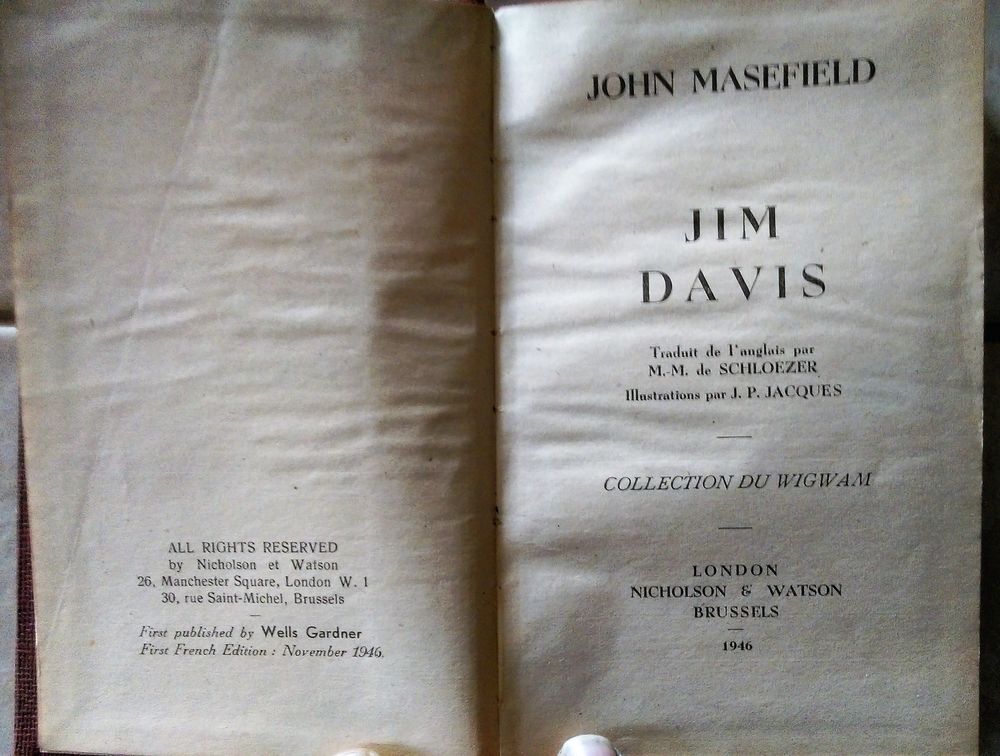 ALL RIGHTS RESERVED
by Nicholson et Watson
26, Manchester Square, London W. 1
30, rue Saint-Michel, Brussels
First published by Wells Gardner
First French Edition : November 1946.
JOHN MASEFIELD
JIM
DAVIS
Traduit de l'anglais par
M.-M. de SCHLOEZER
Illustrations par J. P. JACQUES
COLLECTION DU WIGWAM
LONDON
NICHOLSON & WATSON
BRUSSELS
1946